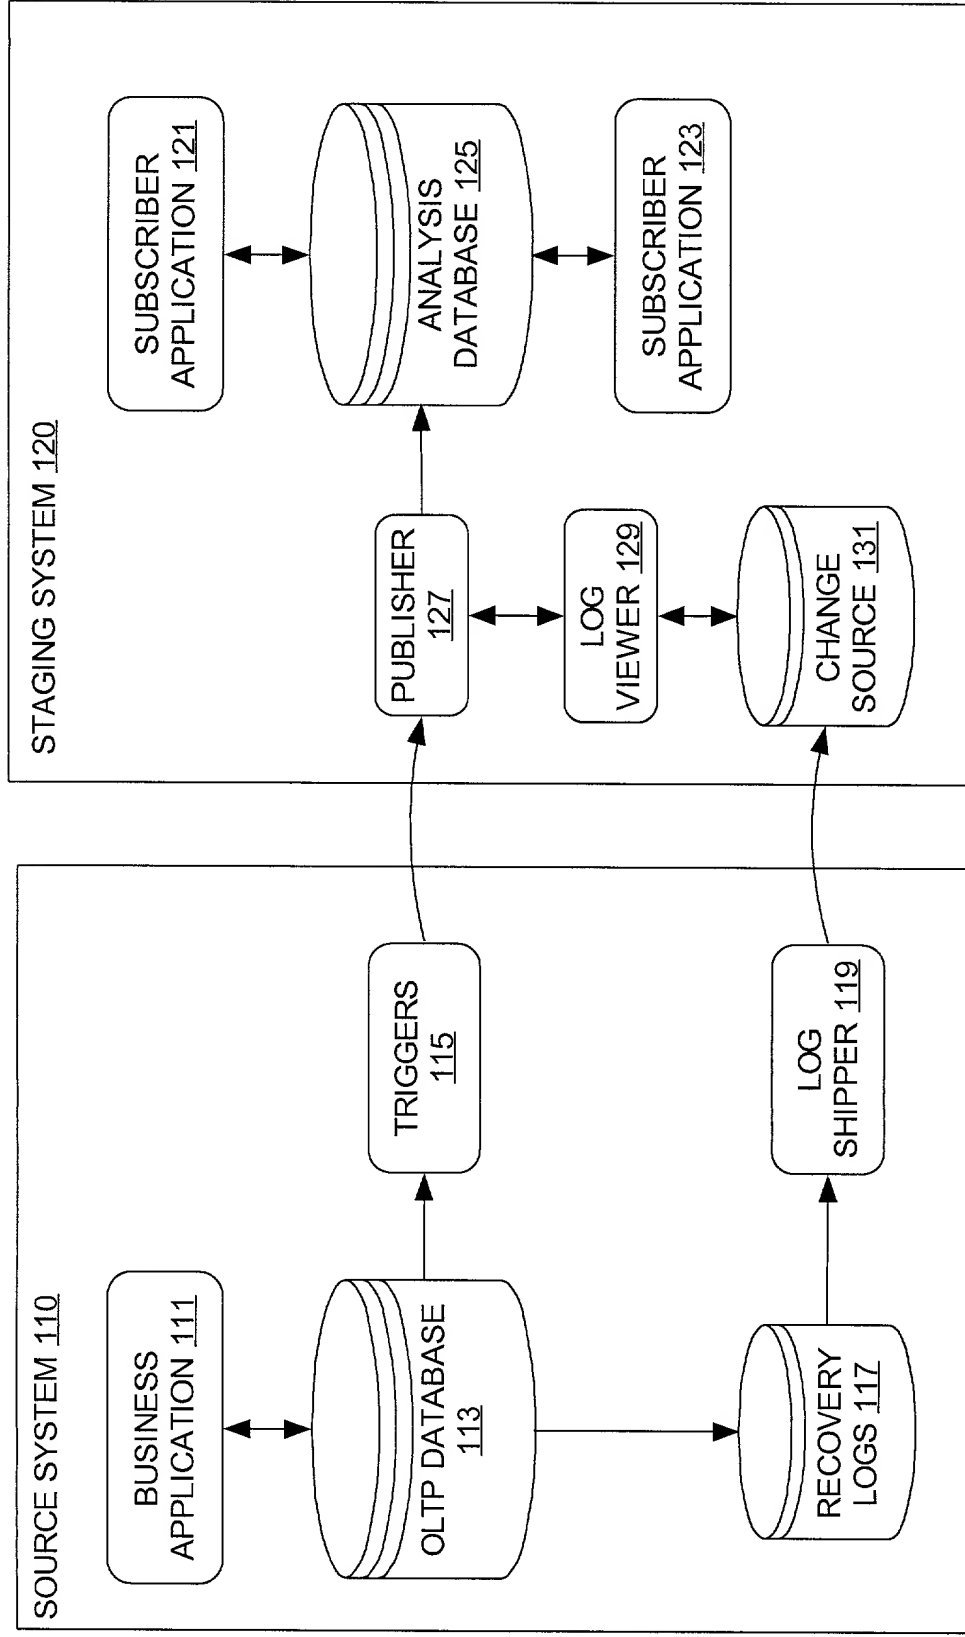 SOURCE SYSTEM 110
BUSINESS
APPLICATION 111
OLTP DATABASE
113
TRIGGERS
115
RECOVERY
LOGS 117
LOG
SHIPPER 119
STAGING SYSTEM 120
SUBSCRIBER
APPLICATION 121
PUBLISHER
127
ANALYSIS
DATABASE 125
LOG
VIEWER 129
SUBSCRIBER
APPLICATION 123
CHANGE
SOURCE 131